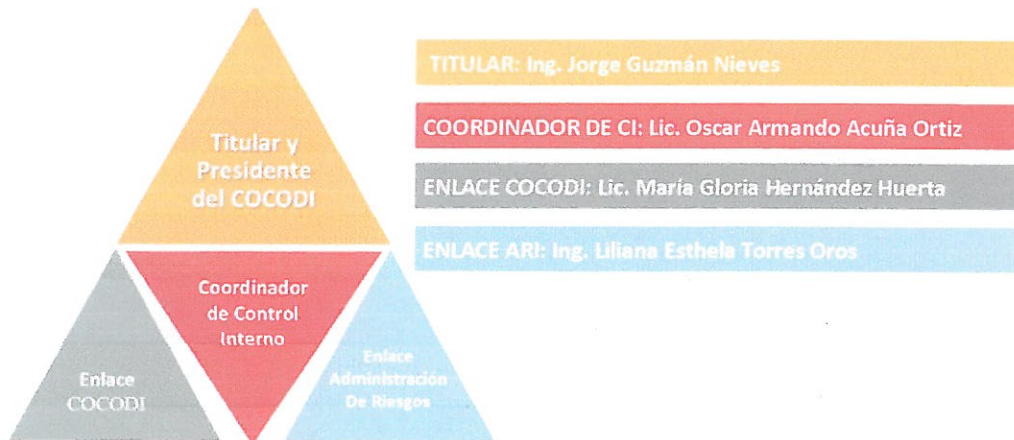 Titular y
Presidente
del COCODI
Coordinador
de Control
Interno
Enlace
COCODI
Enlace
Administración
De Riesgos
TITULAR: Ing. Jorge Guzmán Nieves
COORDINADOR DE CI: Lic. Oscar Armando Acuña Ortiz
ENLACE COCODI: Lic. María Gloria Hernández Huerta
ENLACE ARI: Ing. Liliana Esthela Torres Oros